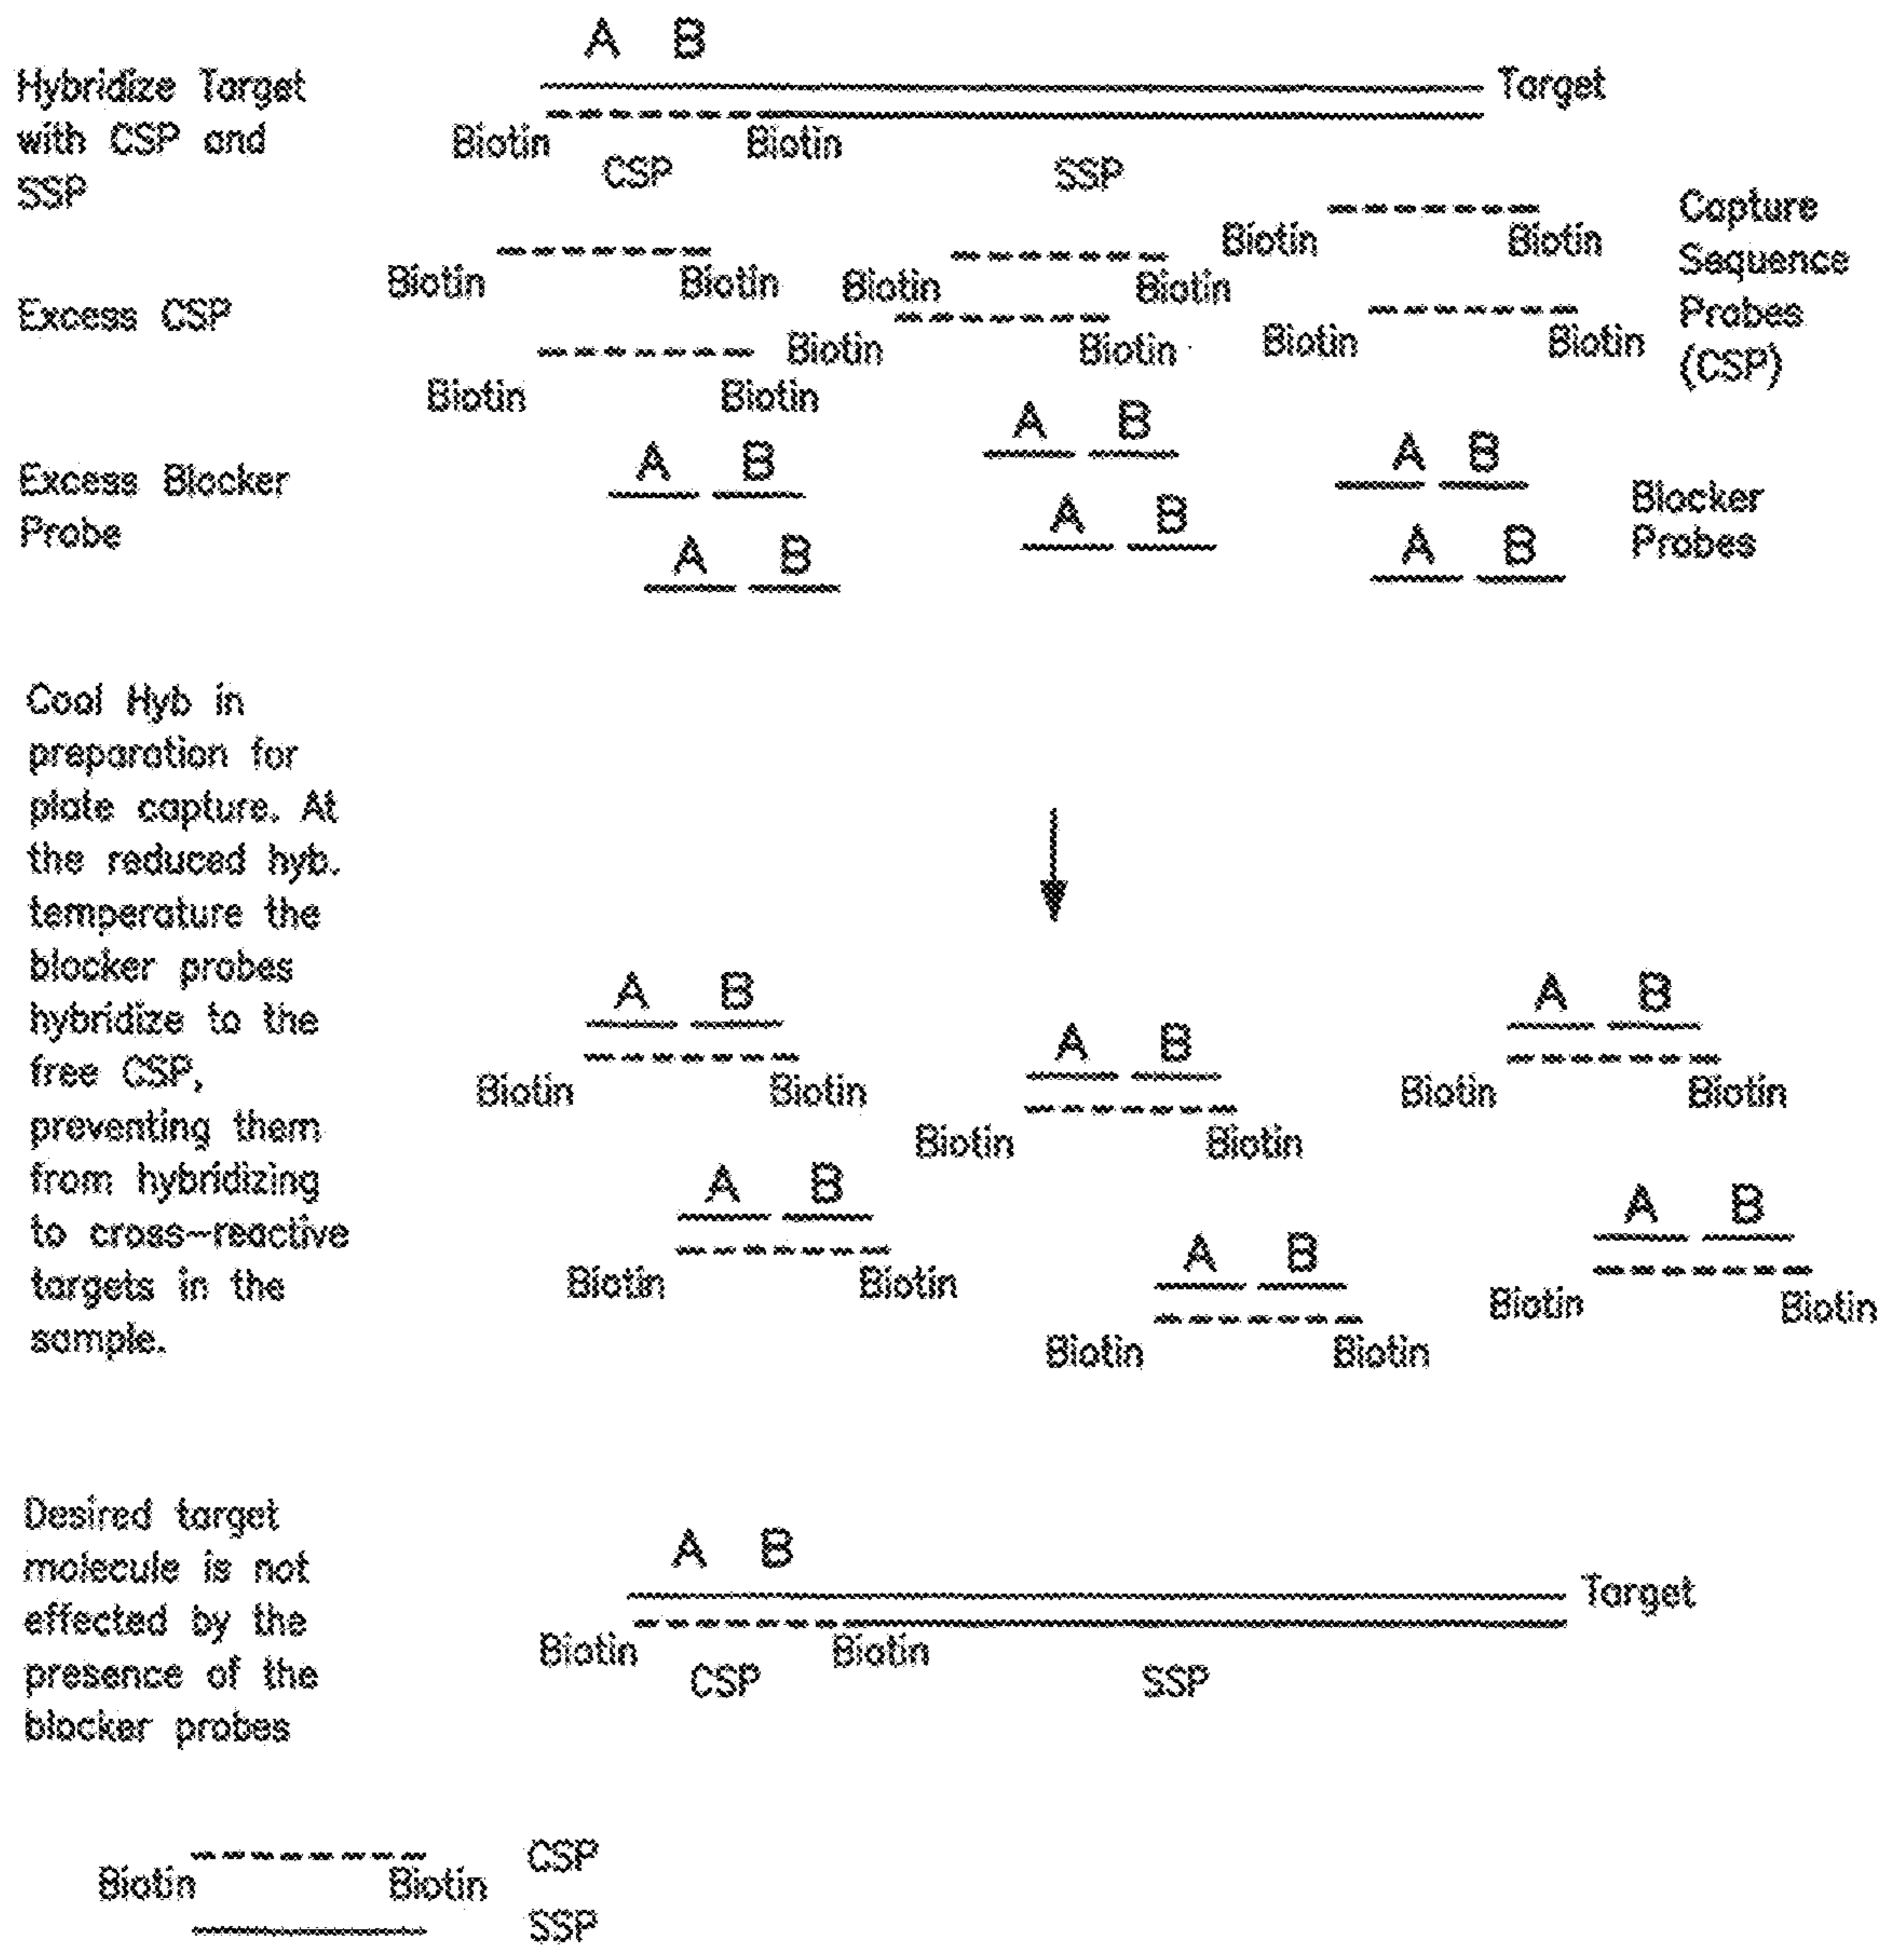 A B
Hybridize Target
with CSP and
SSP
Target
Biotin Biotin
CSP SSP
Capture
Sequence
Probes
(CSP)
Biotin Biotin
Excess CSP
Biotin Biotin
Biotin Biotin
Biotin Biotin
Biotin Biotin
Biotin Biotin
Excess Blocker
Probe
A B
A B
A B
A B
A B
A B
Blocker
Probes
Cool Hyb in
preparation for
plate capture. At
the reduced hyb.
temperature the
blocker probes
hybridize to the
free CSP,
preventing them
from hybridizing
to cross-reactive
targets in the
sample.
A B
Biotin Biotin
A B
Biotin Biotin
A B
Biotin Biotin
A B
Biotin Biotin
A B
Biotin Biotin
A B
Biotin Biotin
Desired target
molecule is not
effected by the
presence of the
blocker probes
A B
Target
Biotin Biotin
CSP SSP
Biotin Biotin CSP
SSP